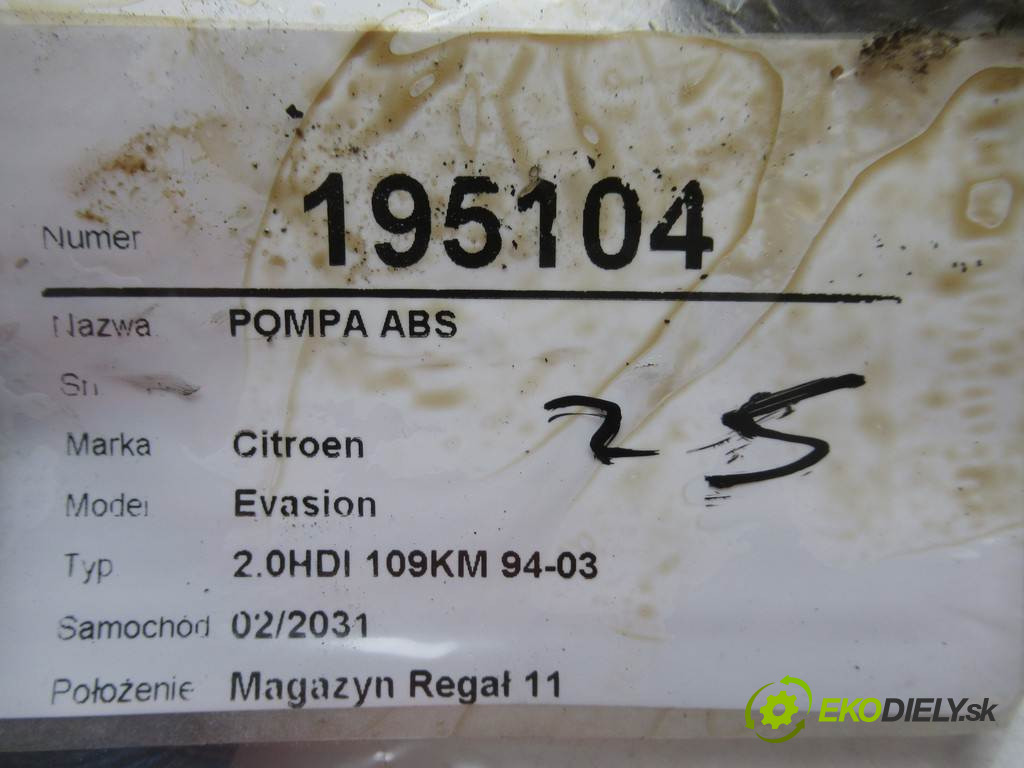 Numer 195104
Nazwa POMPA ABS
Sn
Marka Citroen
25
Model Evasion
Typ 2.0HDI 109KM 94-03
Samochód 02/2031
Położenie Magazyn Regał 11
EKODIELY.sk